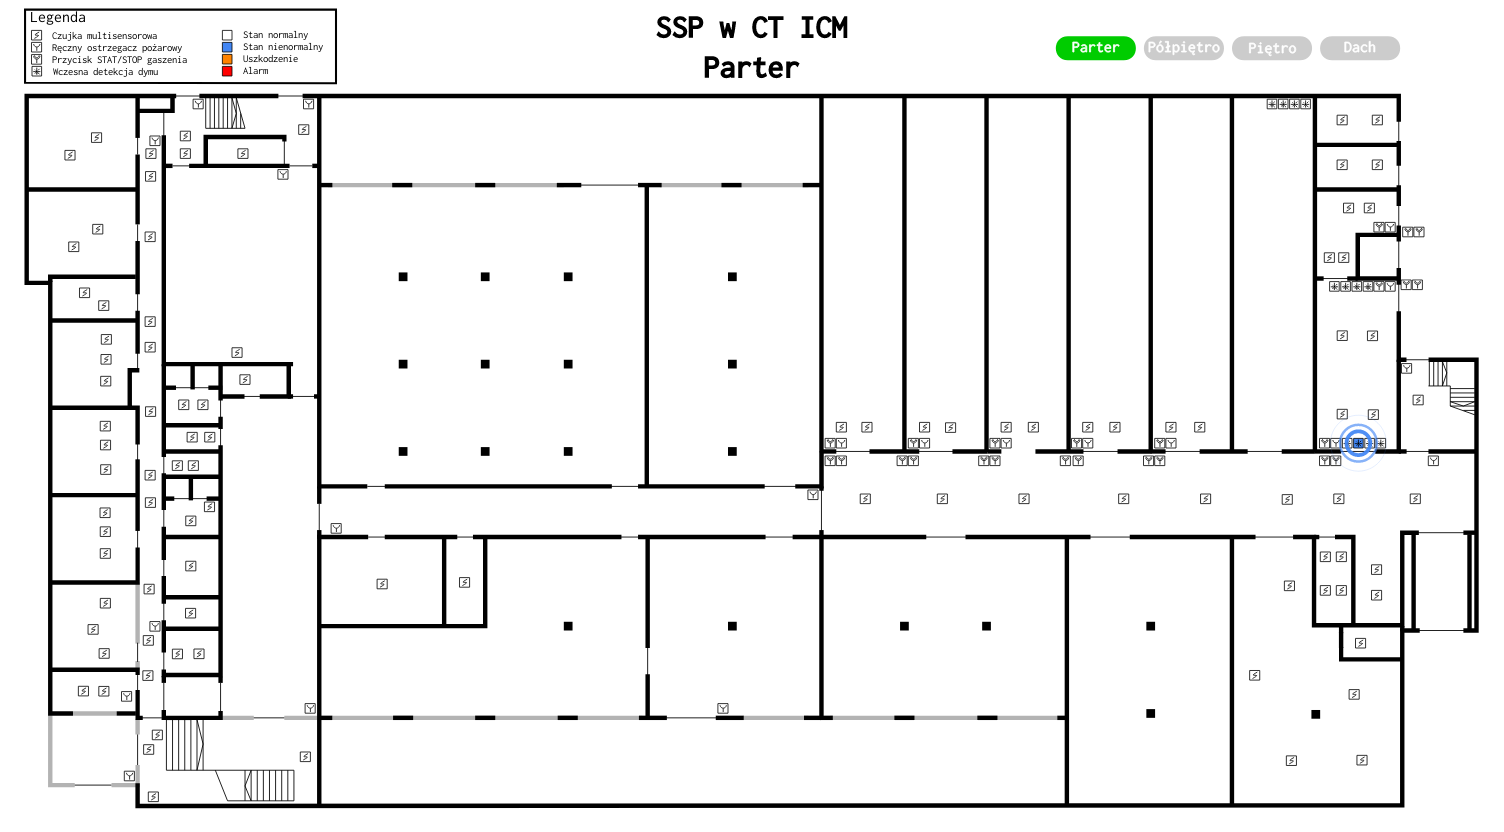 Legenda
Czujka multisensorowa
Ręczny ostrzegacz pożarowy
Przycisk STAT/STOP gaszenia
Wczesna detekcja dymu
Stan normalny
Stan nienormalny
Uszkodzenie
Alarm
SSP w CT ICM
Parter
Parter
Półpiętro
Piętro
Dach